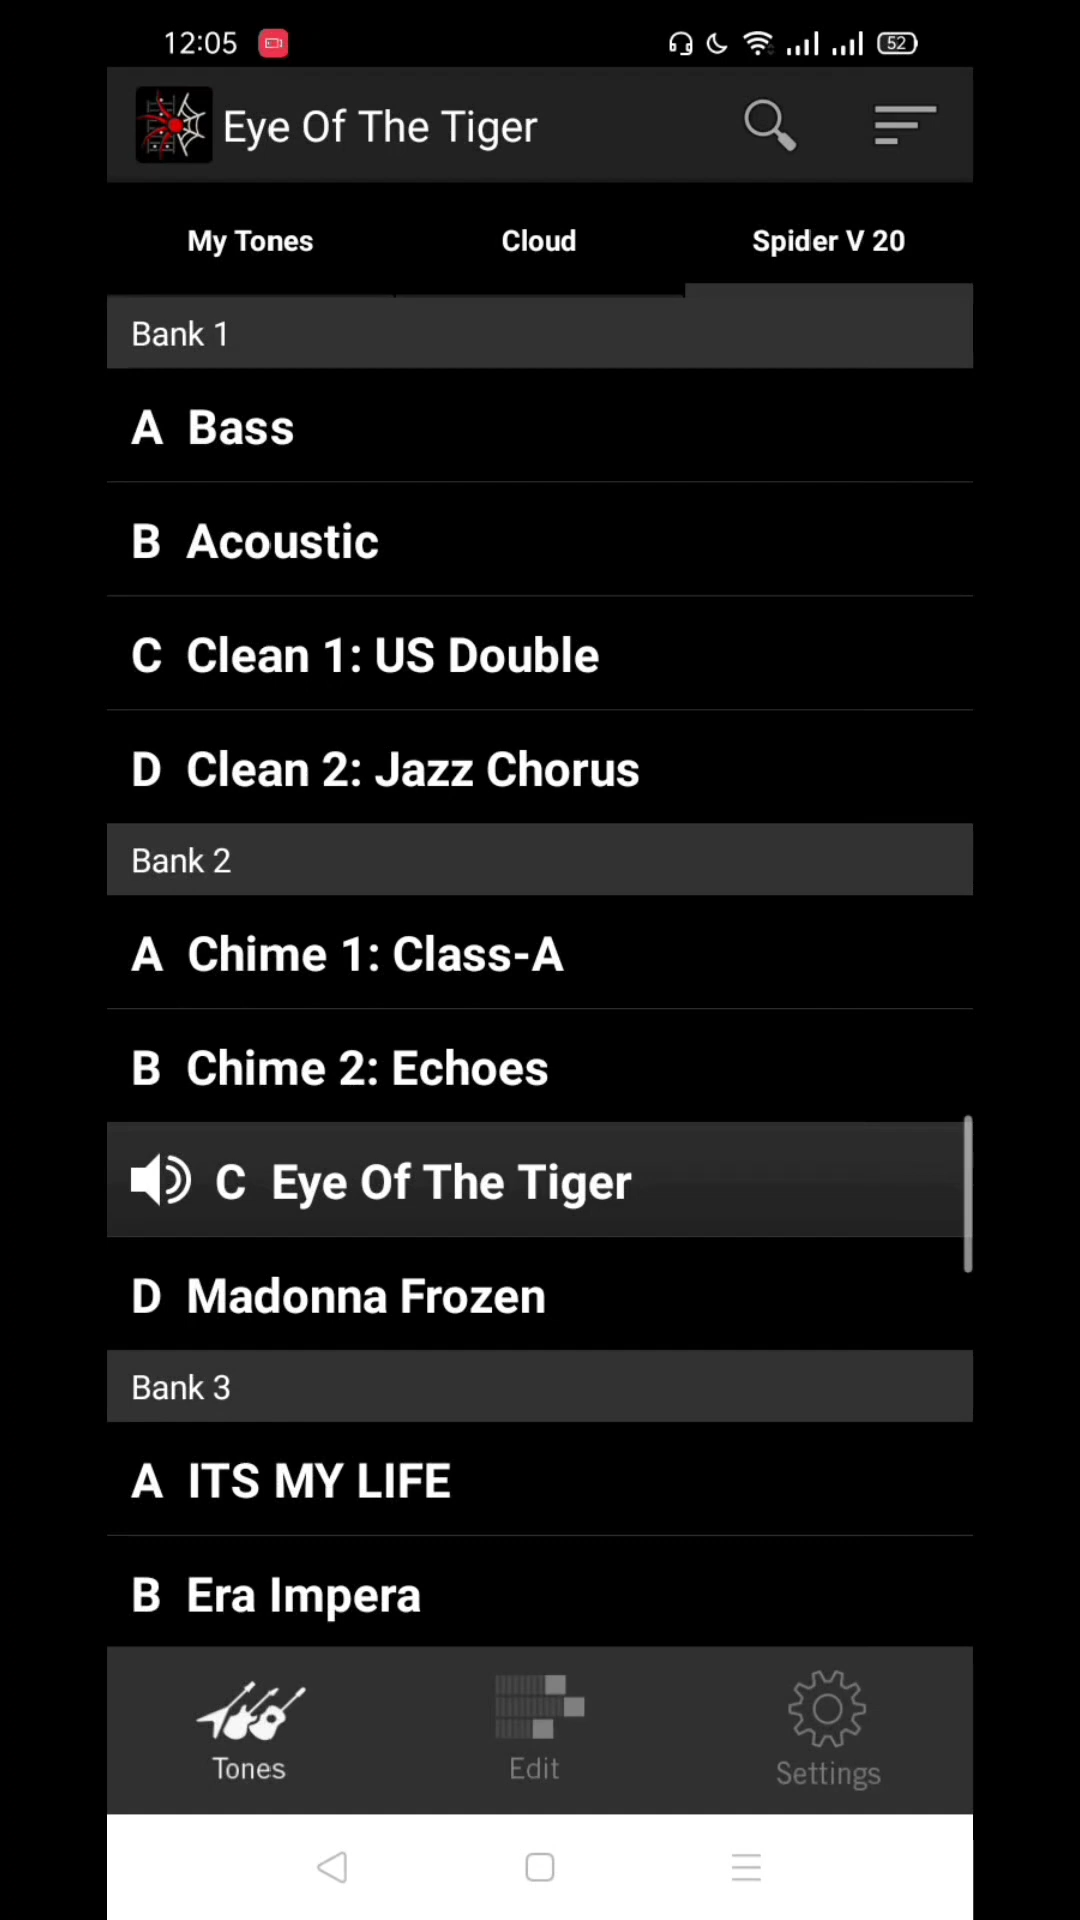 12:05
52
Eye Of The Tiger
My Tones Cloud Spider V 20
Bank 1
A Bass
B Acoustic
C Clean 1: US Double
D Clean 2: Jazz Chorus
Bank 2
A Chime 1: Class-A
B Chime 2: Echoes
C Eye Of The Tiger
D Madonna Frozen
Bank 3
A ITS MY LIFE
B Era Impera
Tones Edit Settings